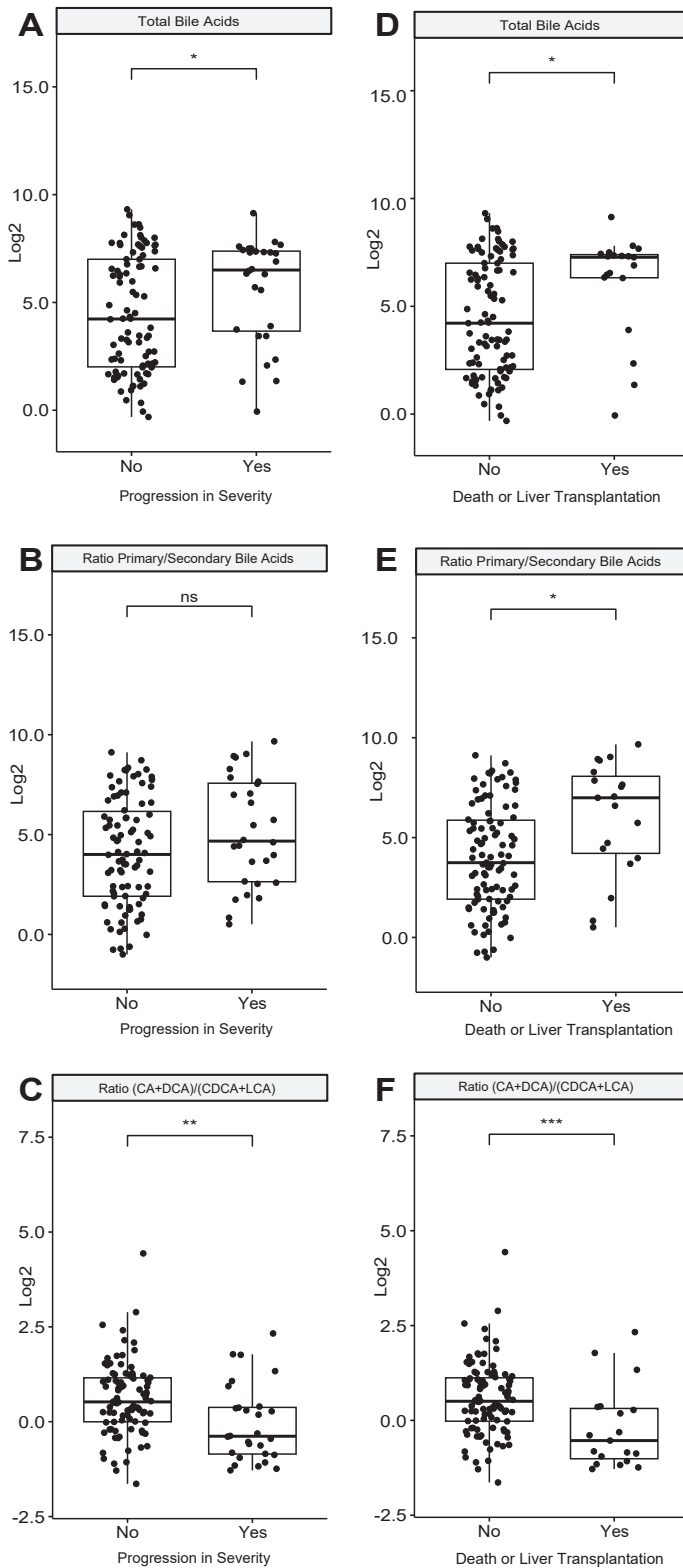 A
Total Bile Acids
*
15.0
10.0
5.0
0.0
Log2
No Yes
Progression in Severity
D
Total Bile Acids
*
15.0
10.0
5.0
0.0
Log2
No Yes
Death or Liver Transplantation
B
Ratio Primary/Secondary Bile Acids
ns
15.0
10.0
5.0
0.0
Log2
No Yes
Progression in Severity
E
Ratio Primary/Secondary Bile Acids
*
15.0
10.0
5.0
0.0
Log2
No Yes
Death or Liver Transplantation
C
Ratio (CA+DCA)/(CDCA+LCA)
**
7.5
5.0
2.5
0.0
-2.5
Log2
No Yes
Progression in Severity
F
Ratio (CA+DCA)/(CDCA+LCA)
***
7.5
5.0
2.5
0.0
-2.5
Log2
No Yes
Death or Liver Transplantation